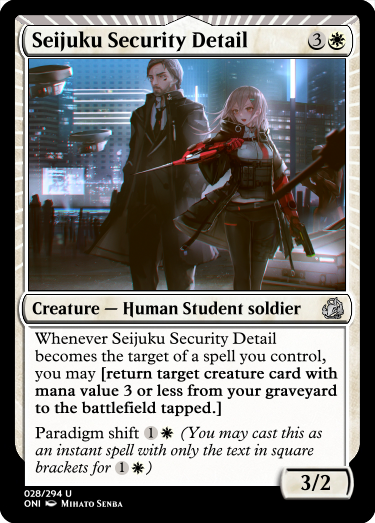 Seijuku Security Detail 3
Creature — Human Student soldier
Whenever Seijuku Security Detail
becomes the target of a spell you control,
you may [return target creature card with
mana value 3 or less from your graveyard
to the battlefield tapped.]
Paradigm shift 1 (You may cast this as
an instant spell with only the text in square
brackets for 1 )
3/2
028/294 U
ONI Mihato Senba